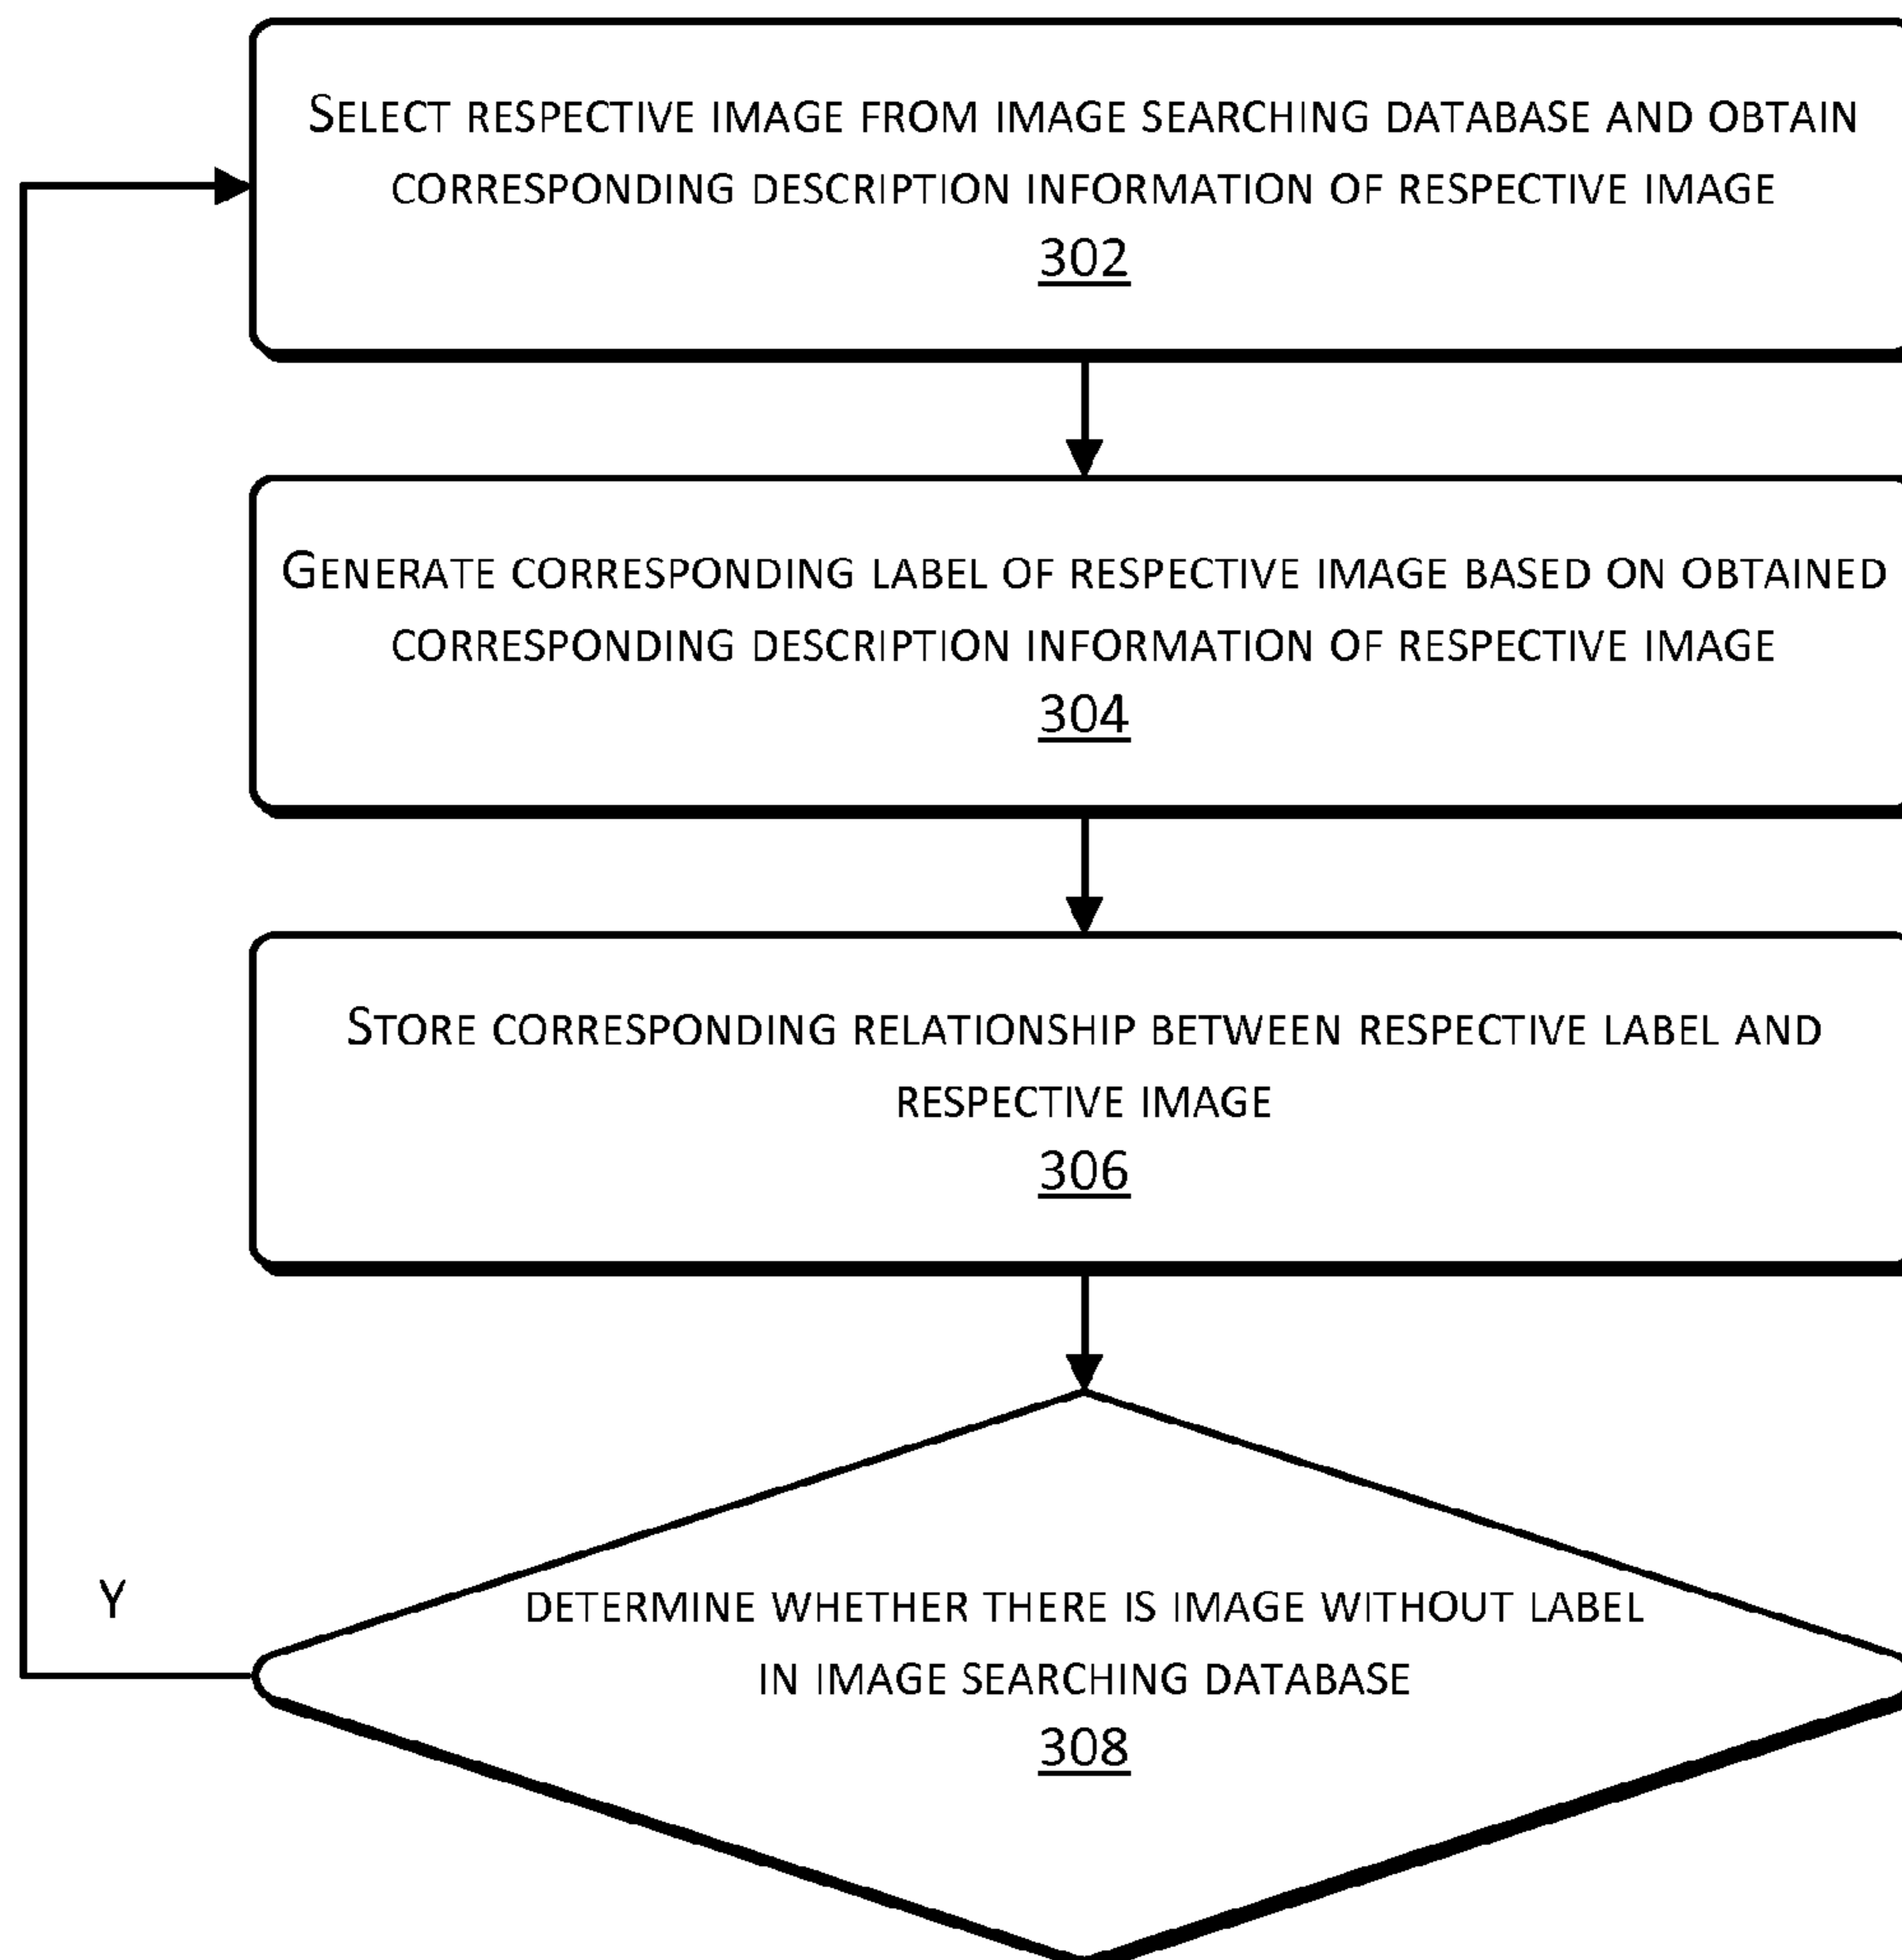 SELECT RESPECTIVE IMAGE FROM IMAGE SEARCHING DATABASE AND OBTAIN
CORRESPONDING DESCRIPTION INFORMATION OF RESPECTIVE IMAGE
302
GENERATE CORRESPONDING LABEL OF RESPECTIVE IMAGE BASED ON OBTAINED
CORRESPONDING DESCRIPTION INFORMATION OF RESPECTIVE IMAGE
304
STORE CORRESPONDING RELATIONSHIP BETWEEN RESPECTIVE LABEL AND
RESPECTIVE IMAGE
306
Y
DETERMINE WHETHER THERE IS IMAGE WITHOUT LABEL
IN IMAGE SEARCHING DATABASE
308